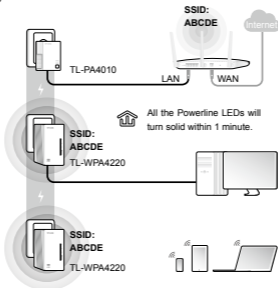 SSID:
ABCDE
Internet
TL-PA4010
LAN
WAN
All the Powerline LEDs will
turn solid within 1 minute.
SSID:
ABCDE
TL-WPA4220
SSID:
ABCDE
TL-WPA4220